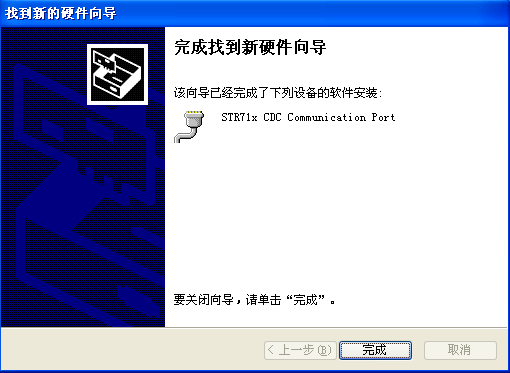 找到新的硬件向导
完成找到新硬件向导
该向导已经完成了下列设备的软件安装:
STR71x CDC Communication Port
要关闭向导,请单击“完成”。
< 上一步(B)
完成
取消